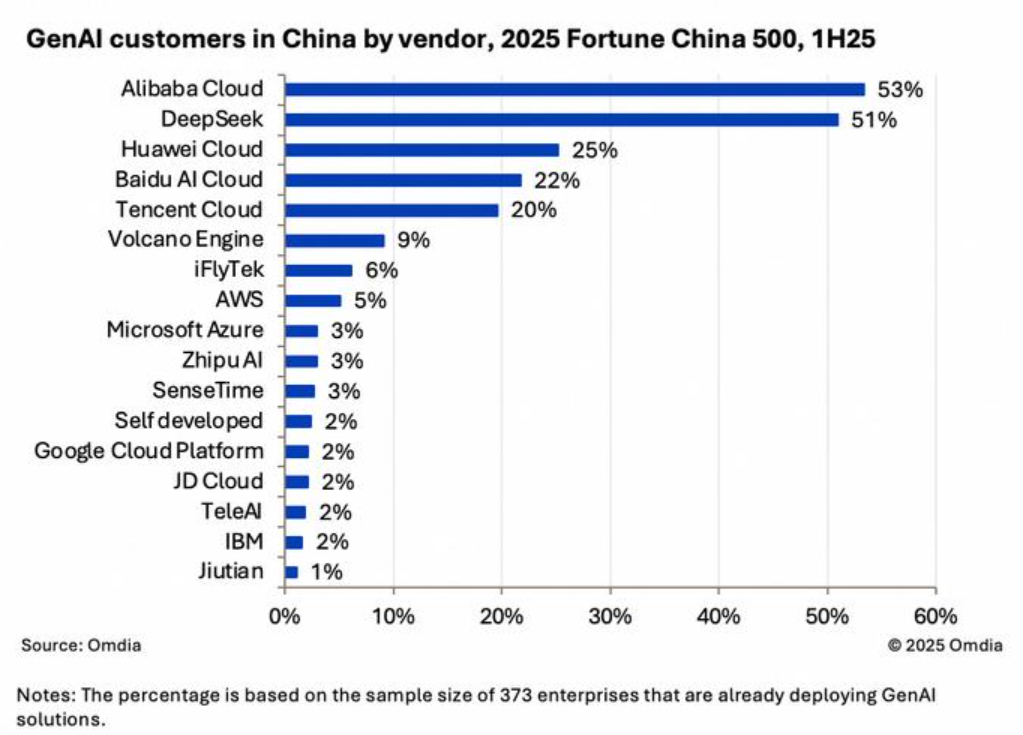 GenAI customers in China by vendor, 2025 Fortune China 500, 1H25
Alibaba Cloud 53%
DeepSeek 51%
Huawei Cloud 25%
Baidu AI Cloud 22%
Tencent Cloud 20%
Volcano Engine 9%
iFlyTek 6%
AWS 5%
Microsoft Azure 3%
Zhipu AI 3%
SenseTime 3%
Self developed 2%
Google Cloud Platform 2%
JD Cloud 2%
TeleAI 2%
IBM 2%
Jiutian 1%
0% 10% 20% 30% 40% 50% 60%
Source: Omdia © 2025 Omdia
Notes: The percentage is based on the sample size of 373 enterprises that are already deploying GenAI
solutions.